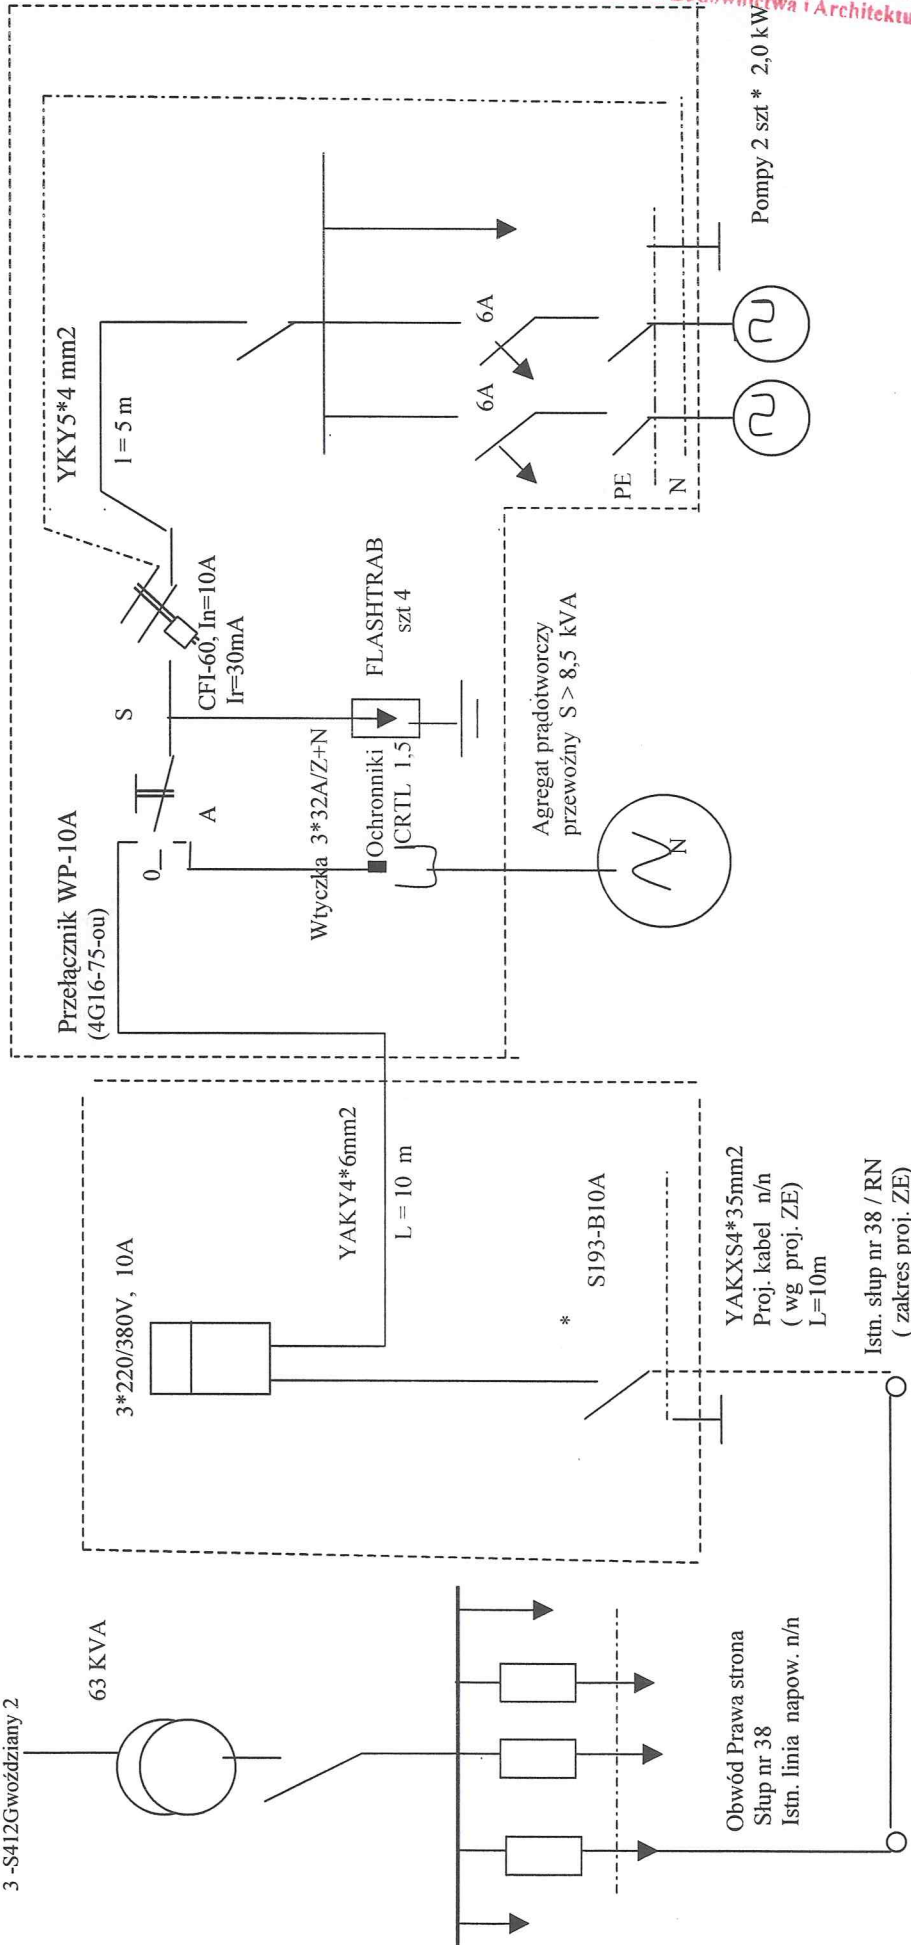 3 -S412Gwoździany 2
63 KVA
Obwód Prawa strona
Słup nr 38
Istn. linia napow. n/n
3*220/380V, 10A
YAKY4*6mm2
L = 10 m
*
S193-B10A
YAKXS4*35mm2
Proj. kabel n/n
( wg proj. ZE)
L=10m
Istn. słup nr 38 / RN
( zakres proj. ZE)
Przełącznik WP-10A
(4G16-75-ou)
0
A
S
Wtyczka 3*32A/Z+N
Ochronniki
CRTL 1,5
FLASHTRAB
szt 4
CFI-60, In=10A
Ir=30mA
Agregat prądotworczy
przewoźny S > 8,5 kVA
N
YKY5*4 mm2
l = 5 m
6A
6A
PE
N
Pompy 2 szt * 2,0 kW
i Architektu